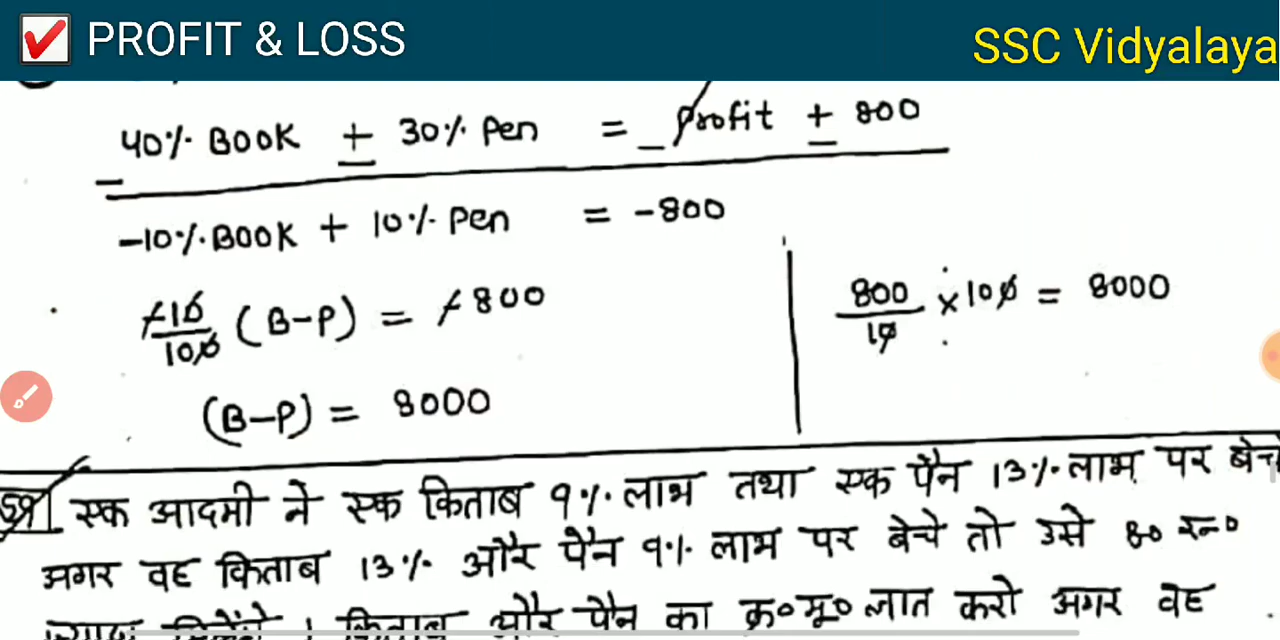 PROFIT & LOSS
SSC Vidyalaya
40% BOOK + 30% Pen = Profit + 800
-10% BOOK + 10% Pen = -800
-10/100 (B-P) = -800
800/10 × 100 = 8000
(B-P) = 8000
59 एक आदमी ने एक किताब 9% लाभ तथा एक पैन 13% लाभ पर बेचे
अगर वह किताब 13% और पैन 9% लाभ पर बेचे तो उसे 80 रू०
किताब और पैन का क्र० मू० ज्ञात करो अगर वह